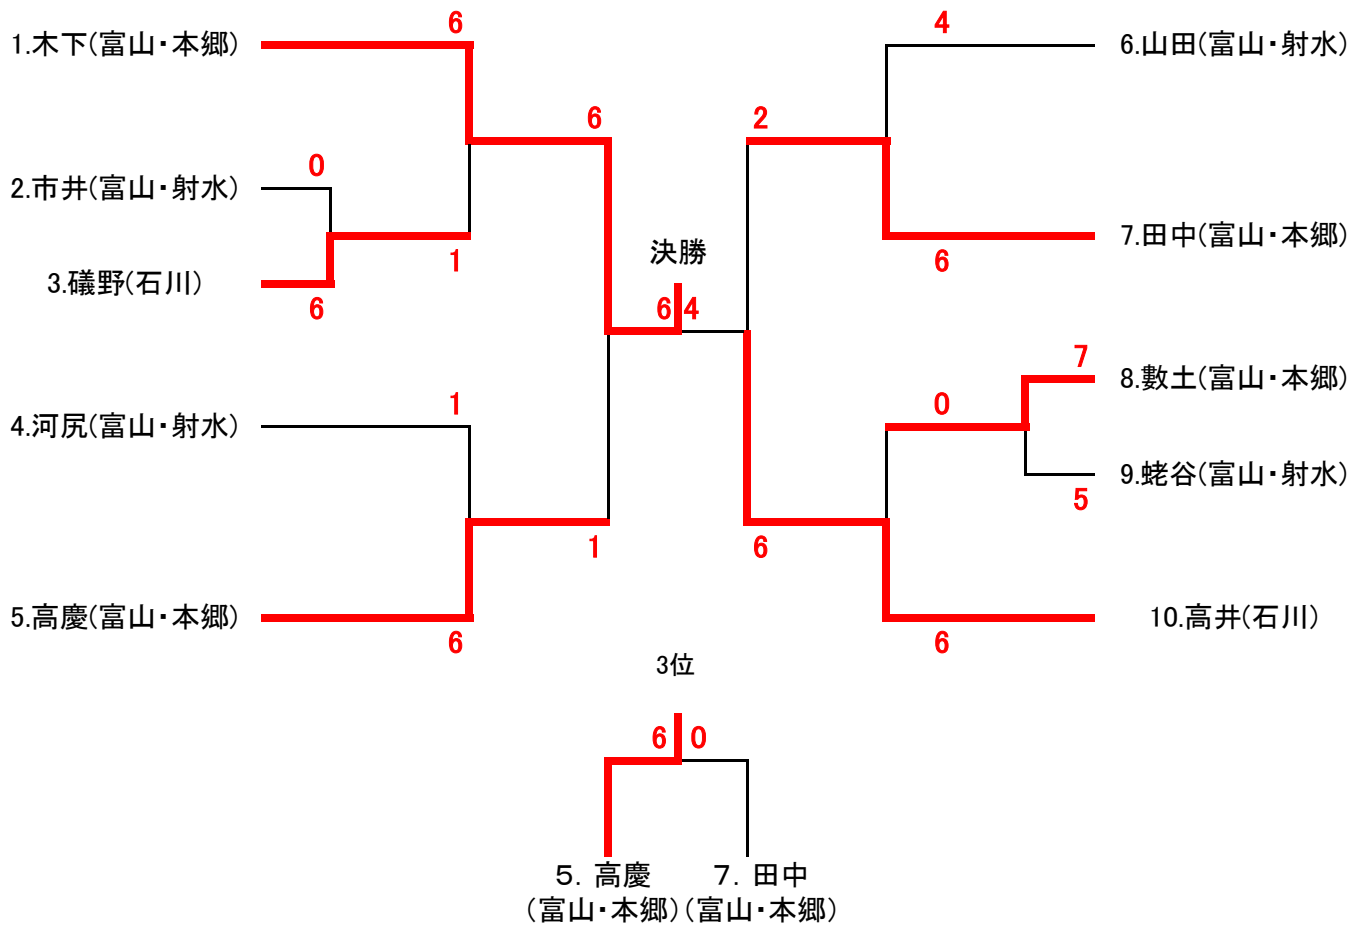 6
4
1.木下(富山・本郷)
6.山田(富山・射水)
6
2
0
2.市井(富山・射水)
7.田中(富山・本郷)
決勝
1
6
3.礒野(石川)
6
6
4
7
8.數土(富山・本郷)
1
0
4.河尻(富山・射水)
9.蛯谷(富山・射水)
5
1
6
5.高慶(富山・本郷)
10.高井(石川)
6
6
3位
6
0
5. 高慶
7. 田中
(富山・本郷)
(富山・本郷)